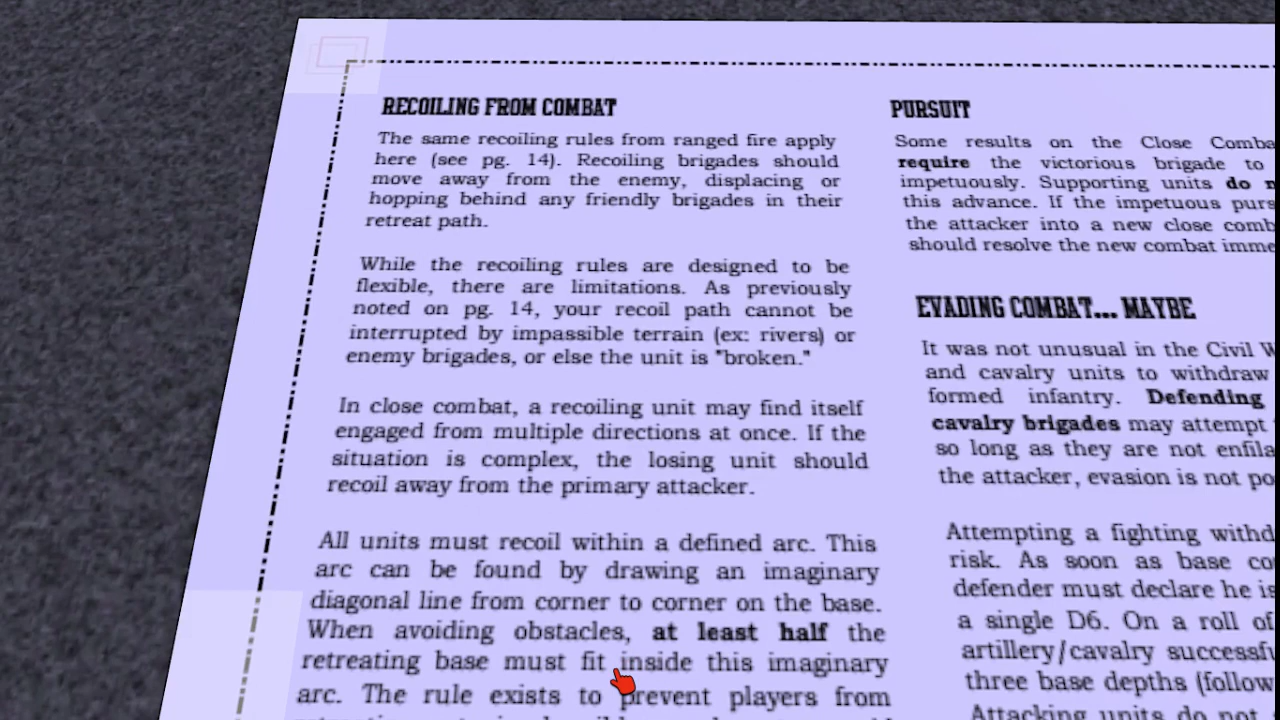 RECOILING FROM COMBAT
The same recoiling rules from ranged fire apply
here (see pg. 14). Recoiling brigades should
move away from the enemy, displacing or
hopping behind any friendly brigades in their
retreat path.
While the recoiling rules are designed to be
flexible, there are limitations. As previously
noted on pg. 14, your recoil path cannot be
interrupted by impassible terrain (ex: rivers) or
enemy brigades, or else the unit is "broken."
In close combat, a recoiling unit may find itself
engaged from multiple directions at once. If the
situation is complex, the losing unit should
recoil away from the primary attacker.
All units must recoil within a defined arc. This
arc can be found by drawing an imaginary
diagonal line from corner to corner on the base.
When avoiding obstacles, at least half the
retreating base must fit inside this imaginary
arc. The rule exists to prevent players from
PURSUIT
Some results on the Close
require the victorious brigade to
impetuously. Supporting units do
this advance. If the impetuous
the attacker into a new close
should resolve the new combat
EVADING COMBAT... MAYBE
It was not unusual in the Civil
and cavalry units to withdraw
formed infantry. Defending
cavalry brigades may attempt
so long as they are not
the attacker, evasion is not
Attempting a fighting
risk. As soon as base
defender must declare he is
a single D6. On a roll of
artillery/cavalry
three base depths
Attacking units do not